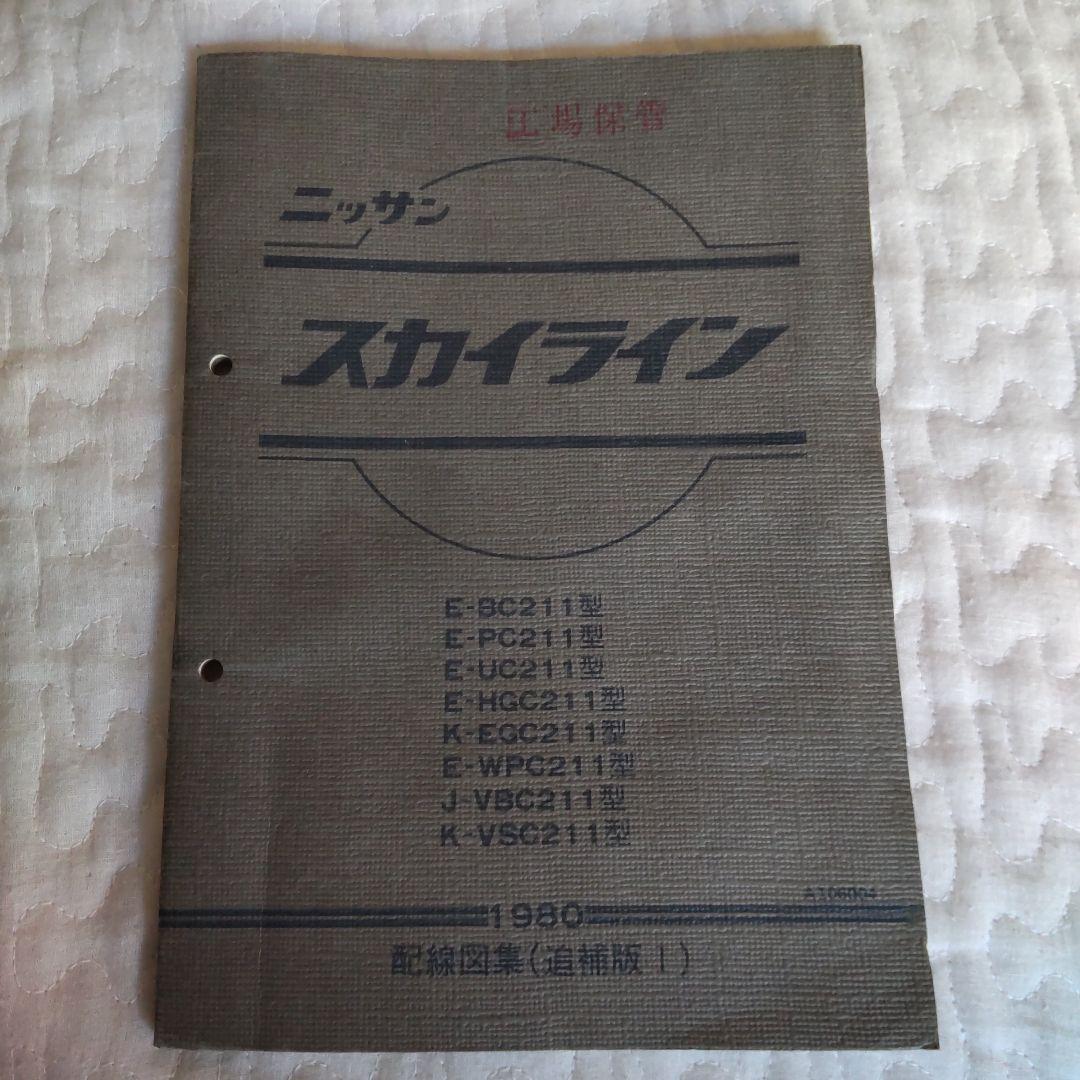 工場保管
ニッサン
スカイライン
E-BC211型
E-PC211型
E-UC211型
E-HGC211型
K-EGC211型
E-WPC211型
J-VBC211型
K-VSC211型
A106004
1980
配線図集(追補版Ⅰ)